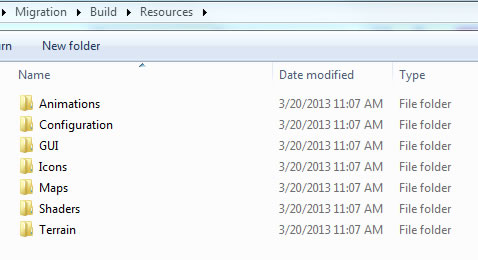 Migration Build Resources
New folder
Name Date modified Type
Animations 3/20/2013 11:07 AM File folder
Configuration 3/20/2013 11:07 AM File folder
GUI 3/20/2013 11:07 AM File folder
Icons 3/20/2013 11:07 AM File folder
Maps 3/20/2013 11:07 AM File folder
Shaders 3/20/2013 11:07 AM File folder
Terrain 3/20/2013 11:07 AM File folder